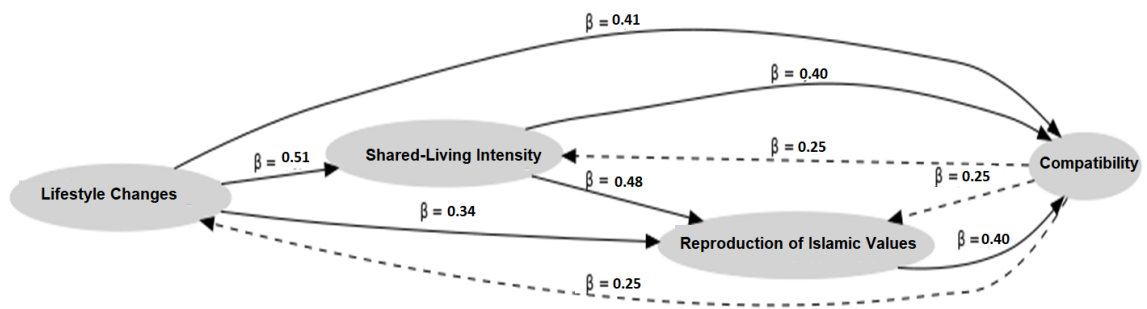 β = 0.41
β = 0.40
β = 0.51
Shared-Living Intensity
β = 0.25
Compatibility
Lifestyle Changes
β = 0.48
β = 0.25
β = 0.34
Reproduction of Islamic Values
β = 0.40
β = 0.25